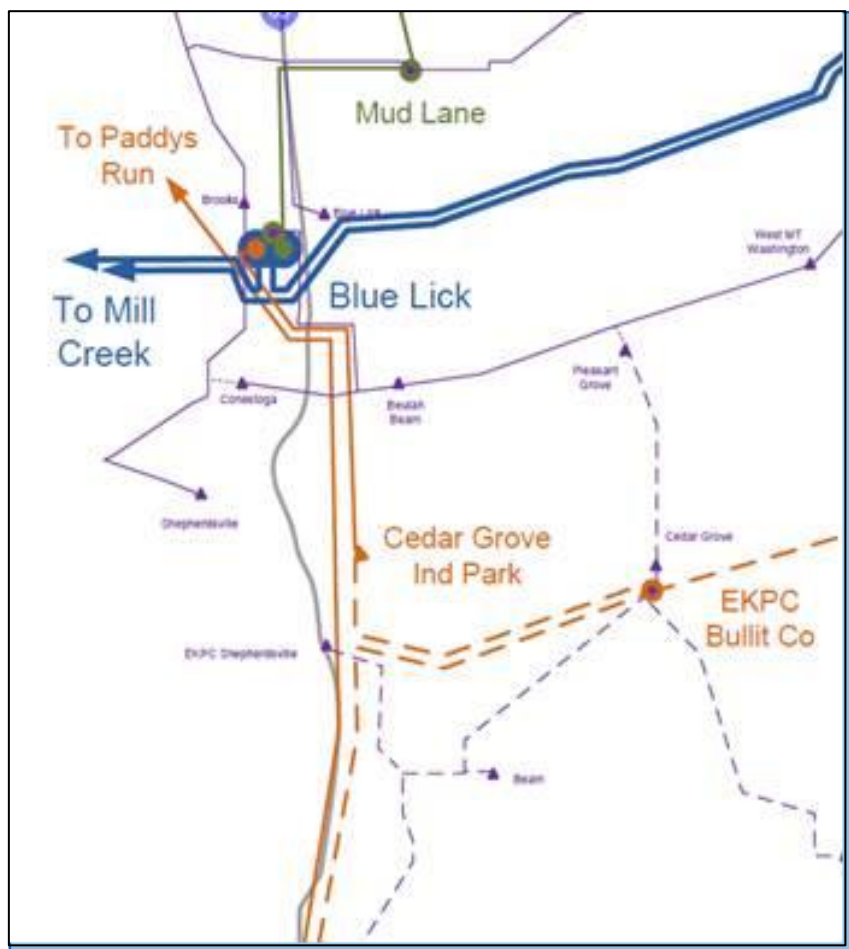 Mud Lane
To Paddys
Run
Brooks
Blue Lick
West MT
Washington
Blue Lick
To Mill
Creek
Pleasant
Grove
Conestoga
Beulah
Beam
Shepherdsville
Cedar Grove
Ind Park
Cedar Grove
EKPC
Bullit Co
EKPC Shepherdsville
Beam